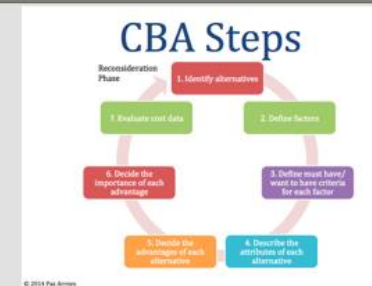 CBA Steps
Reconsideration
Phase
1. Identify alternatives
2. Define factors
3. Define must have/
want to have criteria
for each factor
4. Describe the
attributes of each
alternative
5. Decide the
advantages of each
alternative
6. Decide the
importance of each
advantage
7. Evaluate cost data
© 2014 Paz Arroyo